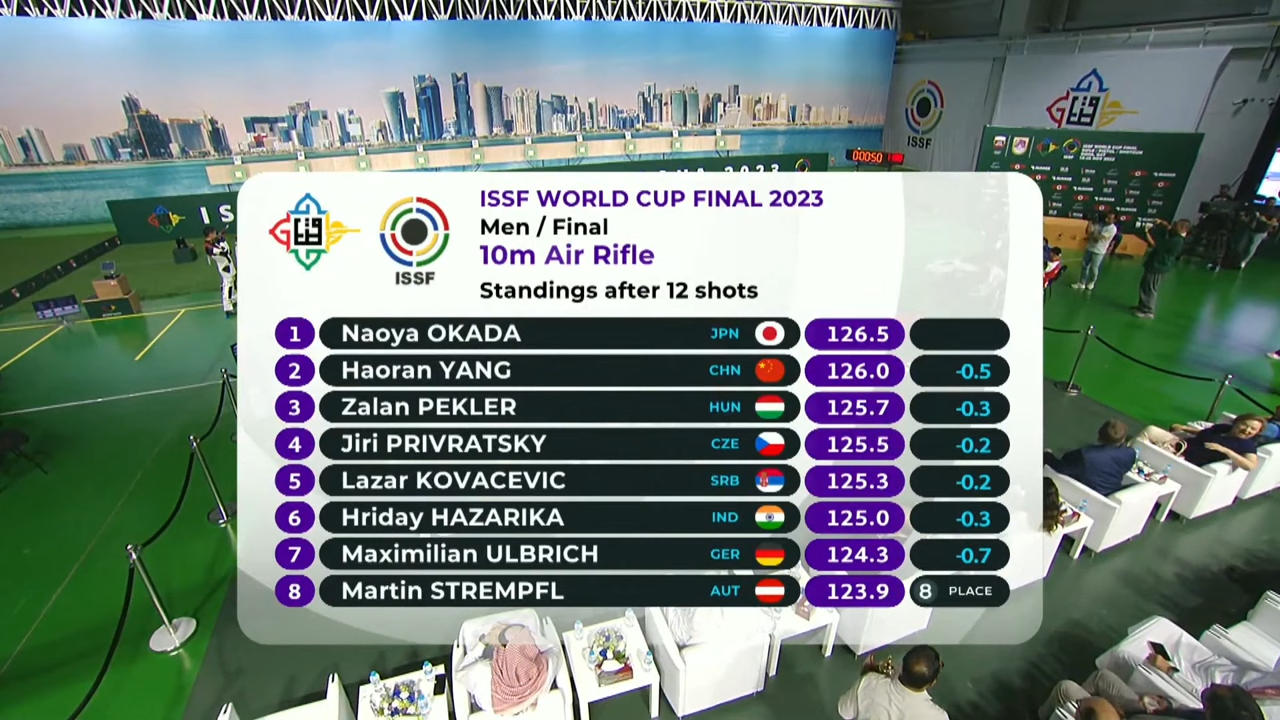 ISSF
00050
ISSF WORLD CUP FINAL 2023
Men / Final
ISSF
10m Air Rifle
Standings after 12 shots
1 Naoya OKADA JPN 126.5
2 Haoran YANG CHN 126.0 -0.5
3 Zalan PEKLER HUN 125.7 -0.3
4 Jiri PRIVRATSKY CZE 125.5 -0.2
5 Lazar KOVACEVIC SRB 125.3 -0.2
6 Hriday HAZARIKA IND 125.0 -0.3
7 Maximilian ULBRICH GER 124.3 -0.7
8 Martin STREMPFL AUT 123.9 8 PLACE